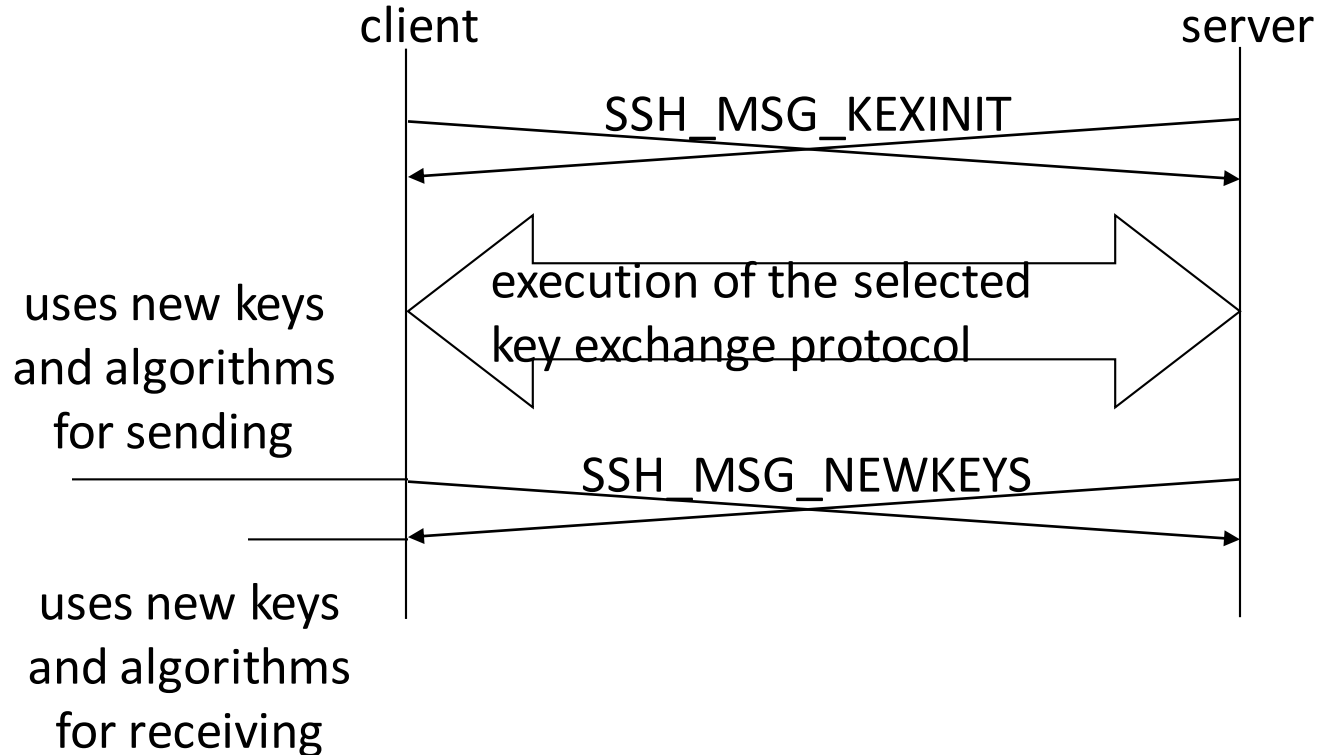 client
server
SSH_MSG_KEXINIT
execution of the selected
key exchange protocol
uses new keys
and algorithms
for sending
SSH_MSG_NEWKEYS
uses new keys
and algorithms
for receiving